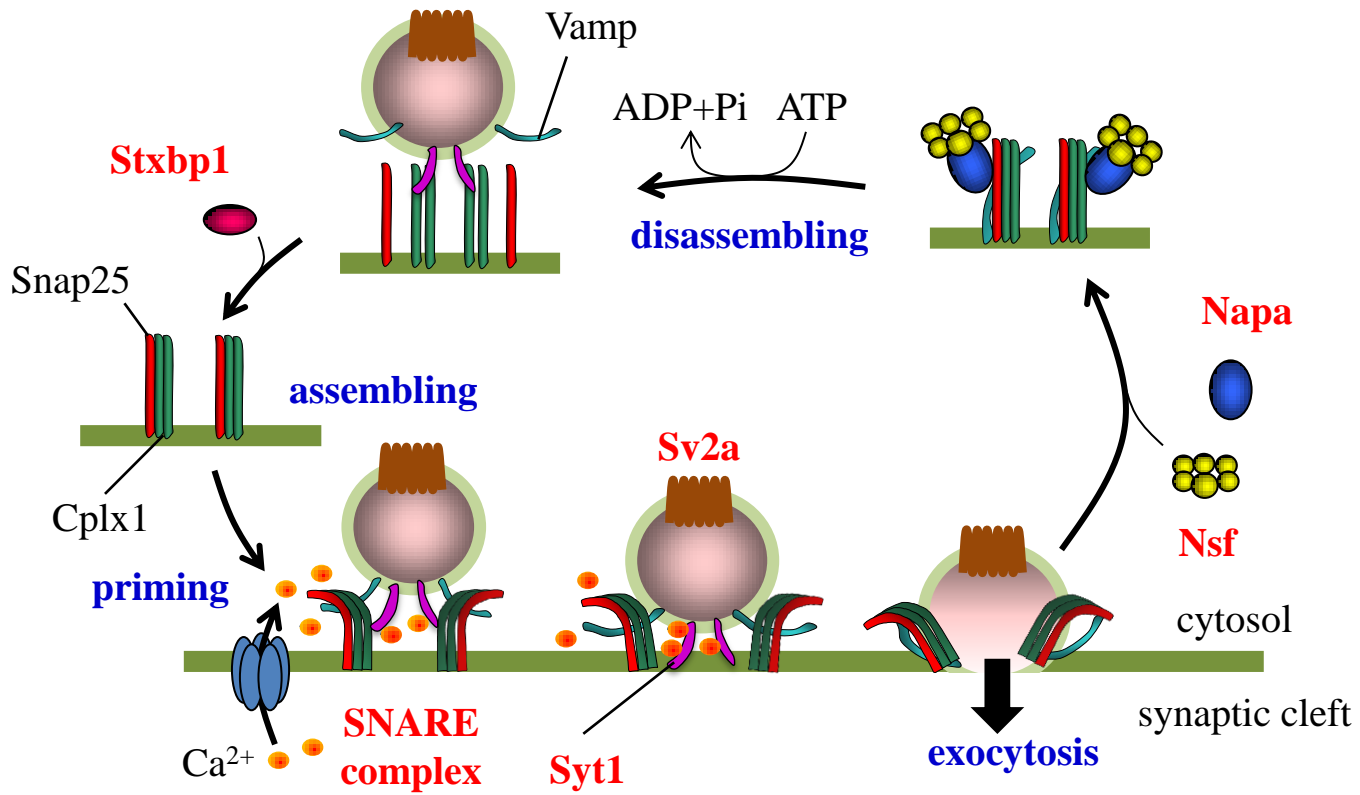 Vamp
ADP+Pi ATP
Stxbp1
disassembling
Snap25
Napa
assembling
Sv2a
Cplx1
Nsf
priming
cytosol
SNARE
complex
synaptic cleft
Ca²⁺
Syt1
exocytosis